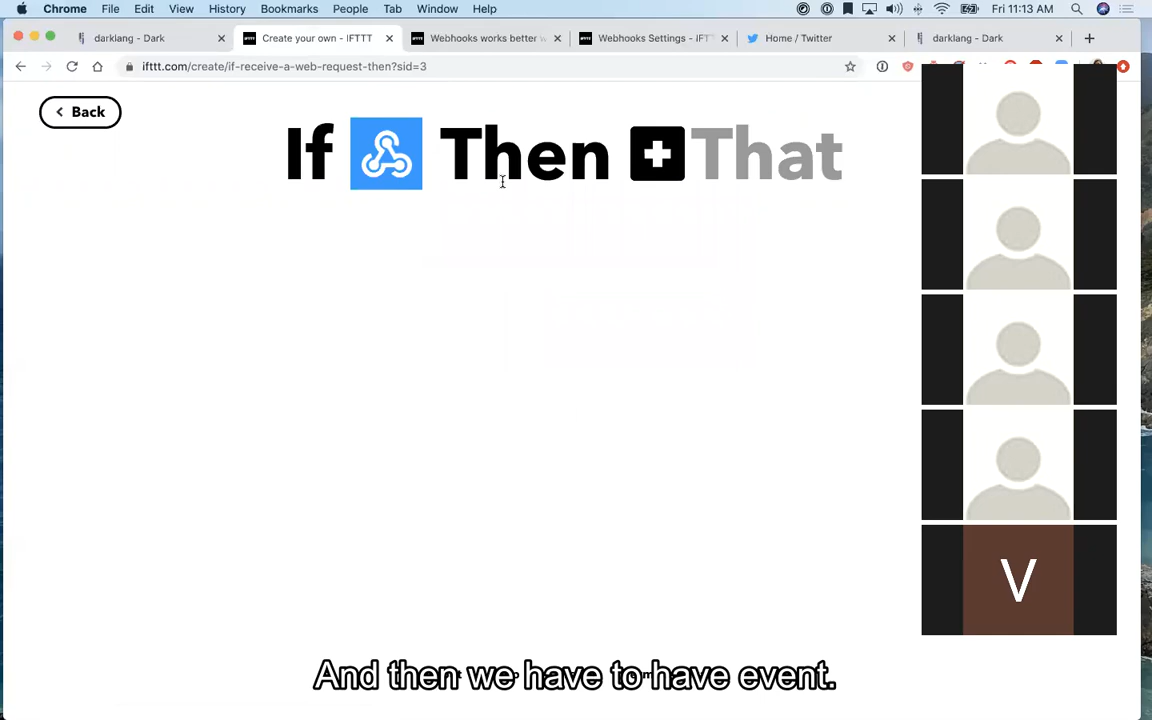 Chrome File Edit View History Bookmarks People Tab Window Help Fri 11:13 AM
darklang - Dark Create your own - IFTTT Webhooks works better w Webhooks Settings - IFTT Home / Twitter darklang - Dark
ifttt.com/create/if-receive-a-web-request-then?sid=3
Back
If Then That
V
And then we have to have event.